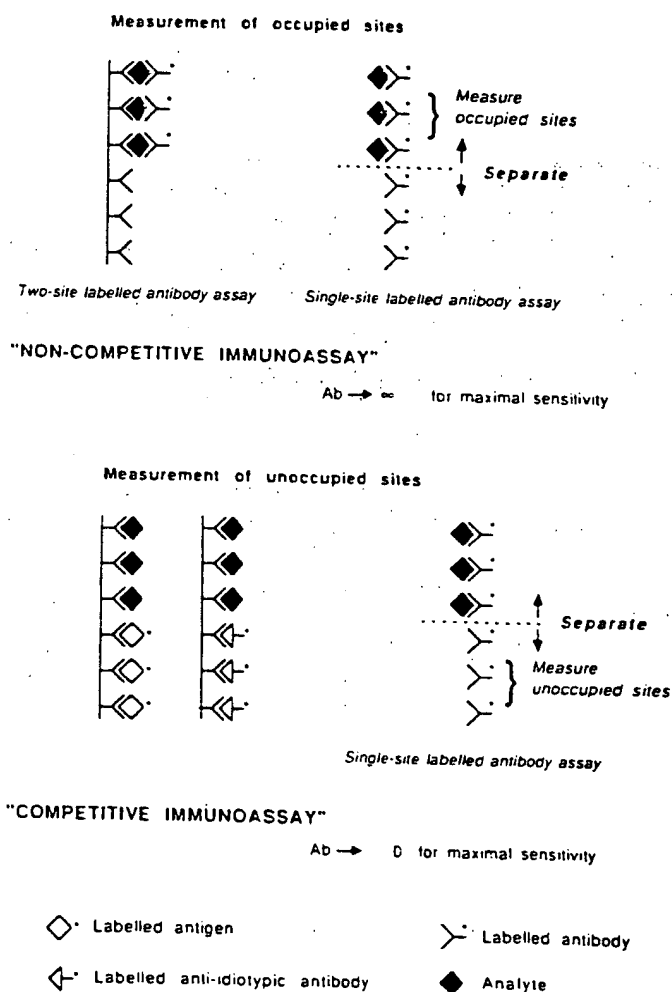 Measurement of occupied sites
Measure
occupied sites
Separate
Two-site labelled antibody assay
Single-site labelled antibody assay
"NON-COMPETITIVE IMMUNOASSAY"
Ab → ∞ for maximal sensitivity
Measurement of unoccupied sites
Separate
Measure
unoccupied sites
Single-site labelled antibody assay
"COMPETITIVE IMMUNOASSAY"
Ab → 0 for maximal sensitivity
Labelled antigen
Labelled antibody
Labelled anti-idiotypic antibody
Analyte